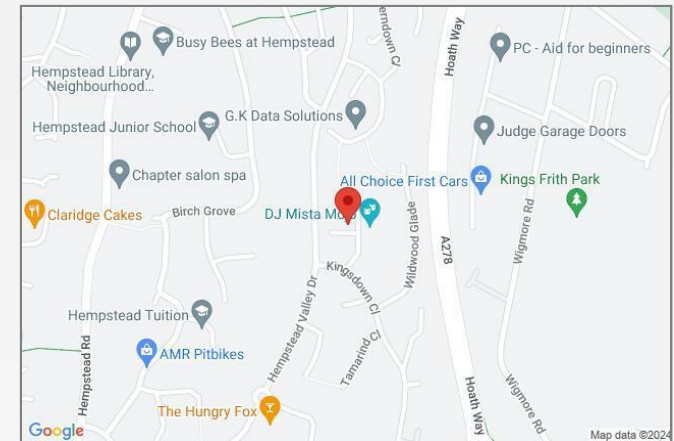 Busy Bees at Hempstead
Hoath Way
PC - Aid for beginners
Hempstead Library,
Neighbourhood...
G.K Data Solutions
Hempstead Junior School
Judge Garage Doors
Chapter salon spa
All Choice First Cars
Kings Frith Park
Claridge Cakes
Birch Grove
DJ Mista
Wildwood Glade
A278
Wigmore Rd
Kingsdown Cl
Hempstead Valley Dr
Hempstead Tuition
AMR Pitbikes
Hempstead Rd
Tamarind Cl
The Hungry Fox
Hoath Way
Wigmore Rd
Google
Map data ©2024